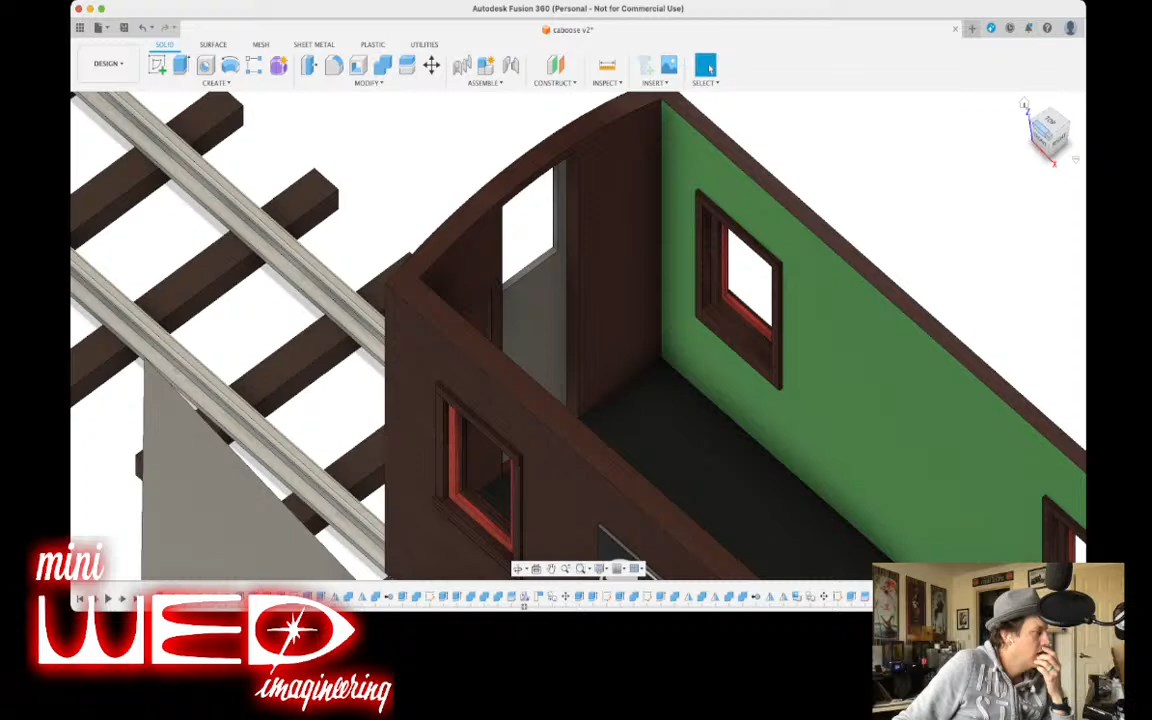 Autodesk Fusion 360 (Personal - Not for Commercial Use)
caboose v2*
SOLID SURFACE MESH SHEET METAL PLASTIC UTILITIES
DESIGN
CREATE MODIFY ASSEMBLE CONSTRUCT INSPECT INSERT SELECT
Z
TOP
X
mini
WED
imagineering